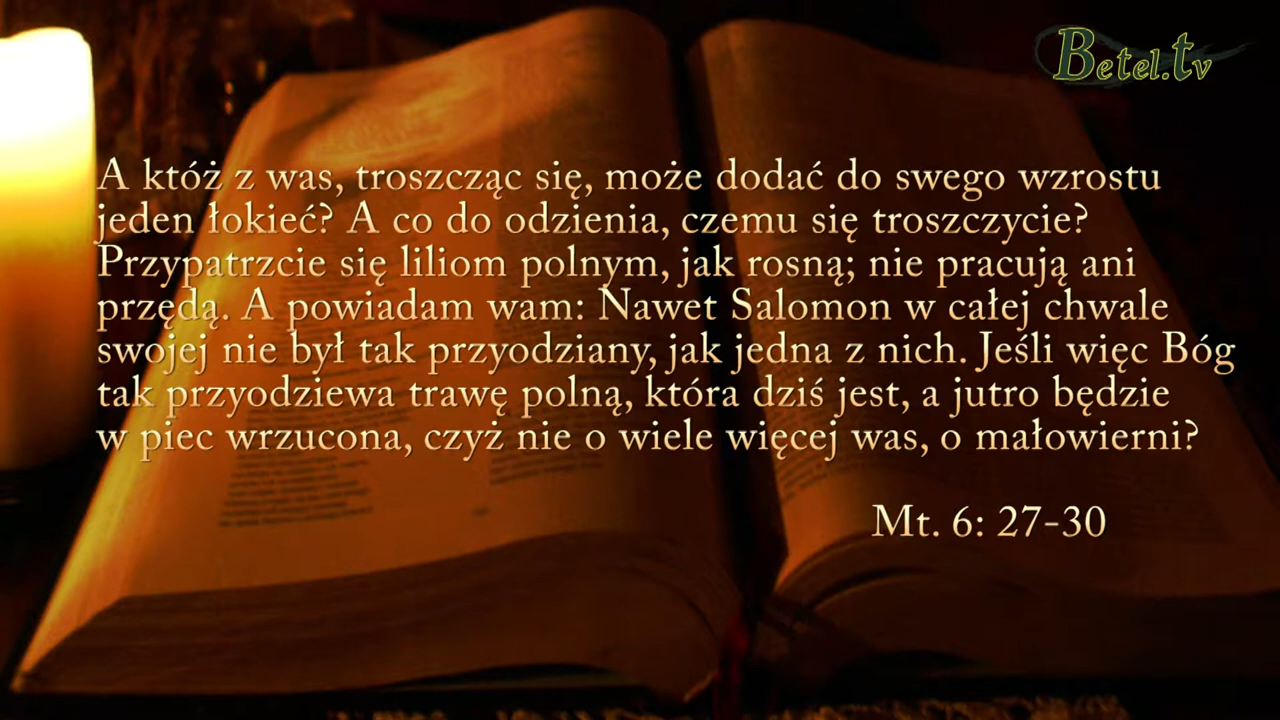 Betel.tv
A któż z was, troszcząc się, może dodać do swego wzrostu
jeden łokieć? A co do odzienia, czemu się troszczycie?
Przypatrzcie się liliom polnym, jak rosną; nie pracują ani
przędą. A powiadam wam: Nawet Salomon w całej chwale
swojej nie był tak przyodziany, jak jedna z nich. Jeśli więc Bóg
tak przyodziewa trawę polną, która dziś jest, a jutro będzie
w piec wrzucona, czyż nie o wiele więcej was, o małowierni?
Mt. 6: 27-30